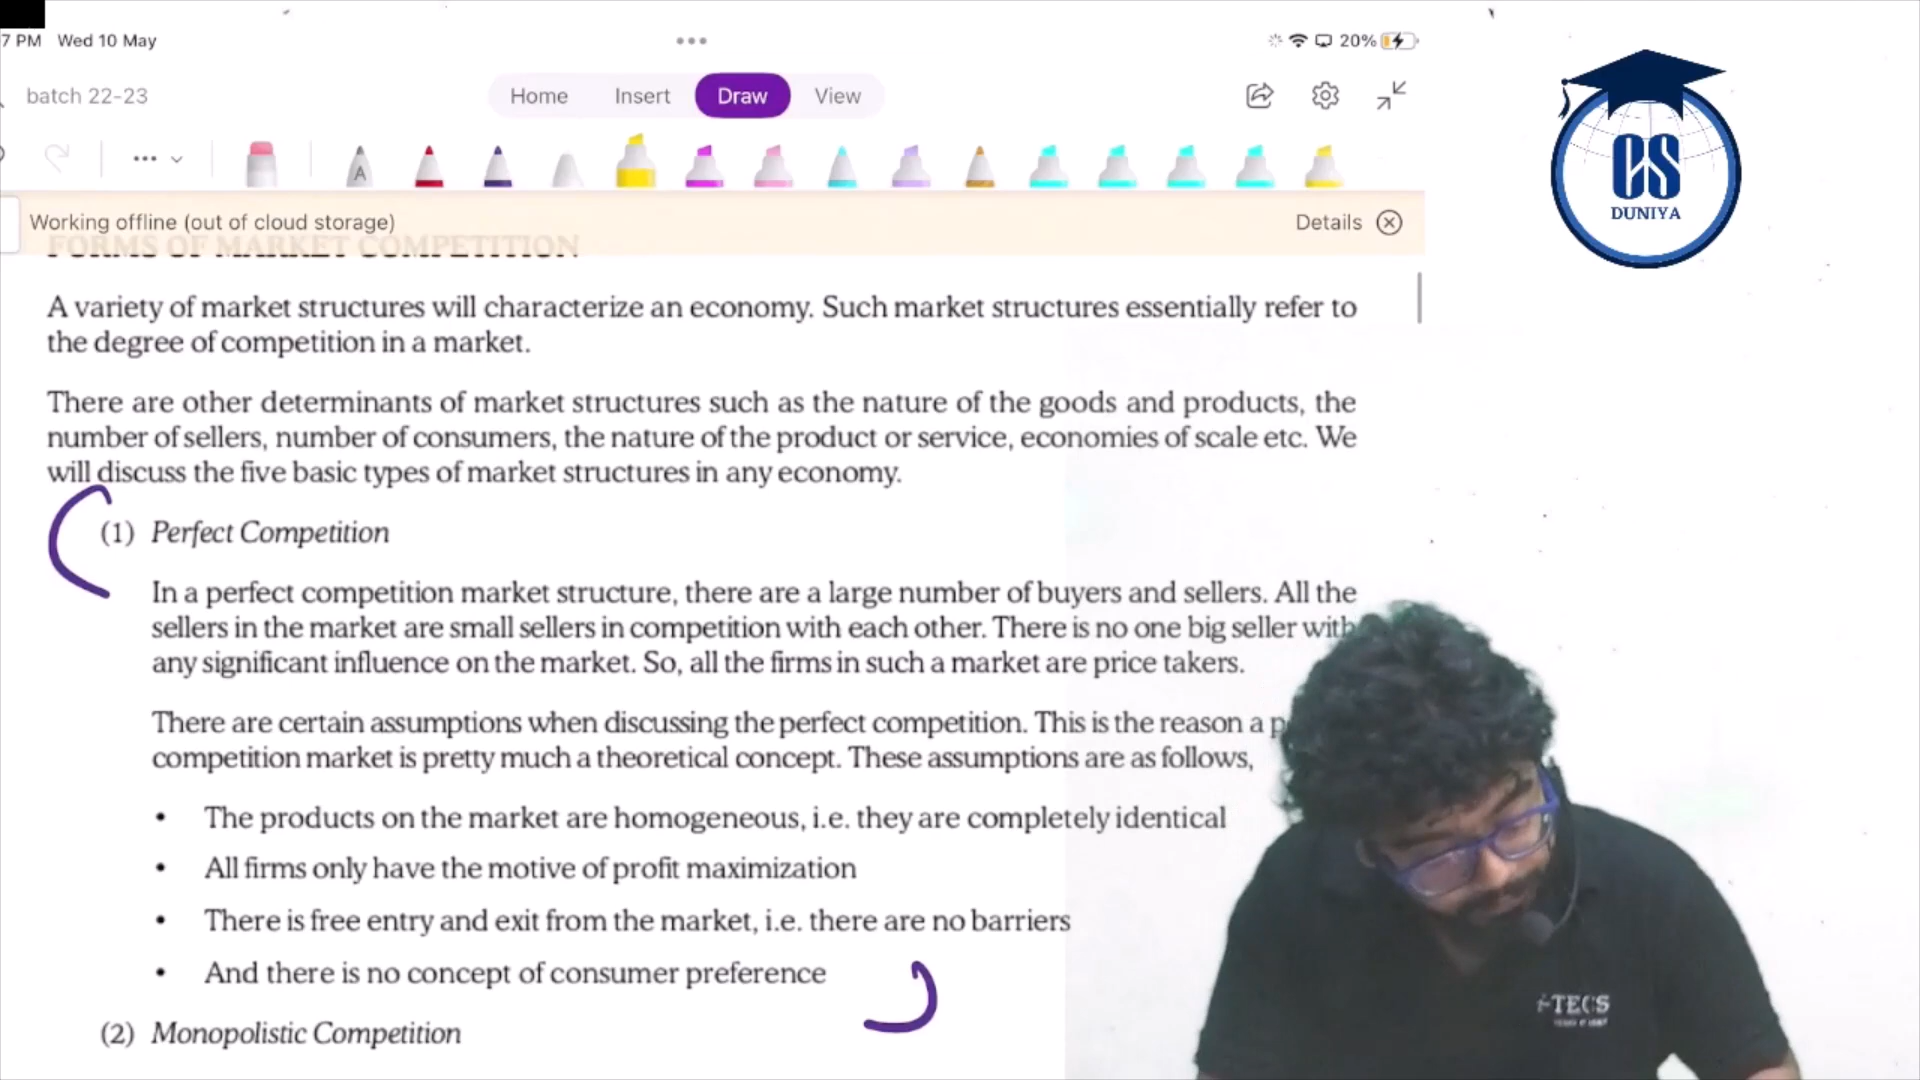 7 PM Wed 10 May
20%
batch 22-23
Home Insert Draw View
A
Working offline (out of cloud storage)
Details
FORMS OF MARKET COMPETITION
A variety of market structures will characterize an economy. Such market structures essentially refer to
the degree of competition in a market.
There are other determinants of market structures such as the nature of the goods and products, the
number of sellers, number of consumers, the nature of the product or service, economies of scale etc. We
will discuss the five basic types of market structures in any economy.
(1) Perfect Competition
In a perfect competition market structure, there are a large number of buyers and sellers. All the
sellers in the market are small sellers in competition with each other. There is no one big seller with
any significant influence on the market. So, all the firms in such a market are price takers.
There are certain assumptions when discussing the perfect competition. This is the reason a p
competition market is pretty much a theoretical concept. These assumptions are as follows,
• The products on the market are homogeneous, i.e. they are completely identical
• All firms only have the motive of profit maximization
• There is free entry and exit from the market, i.e. there are no barriers
• And there is no concept of consumer preference
(2) Monopolistic Competition
CS
DUNIYA
i-TECS